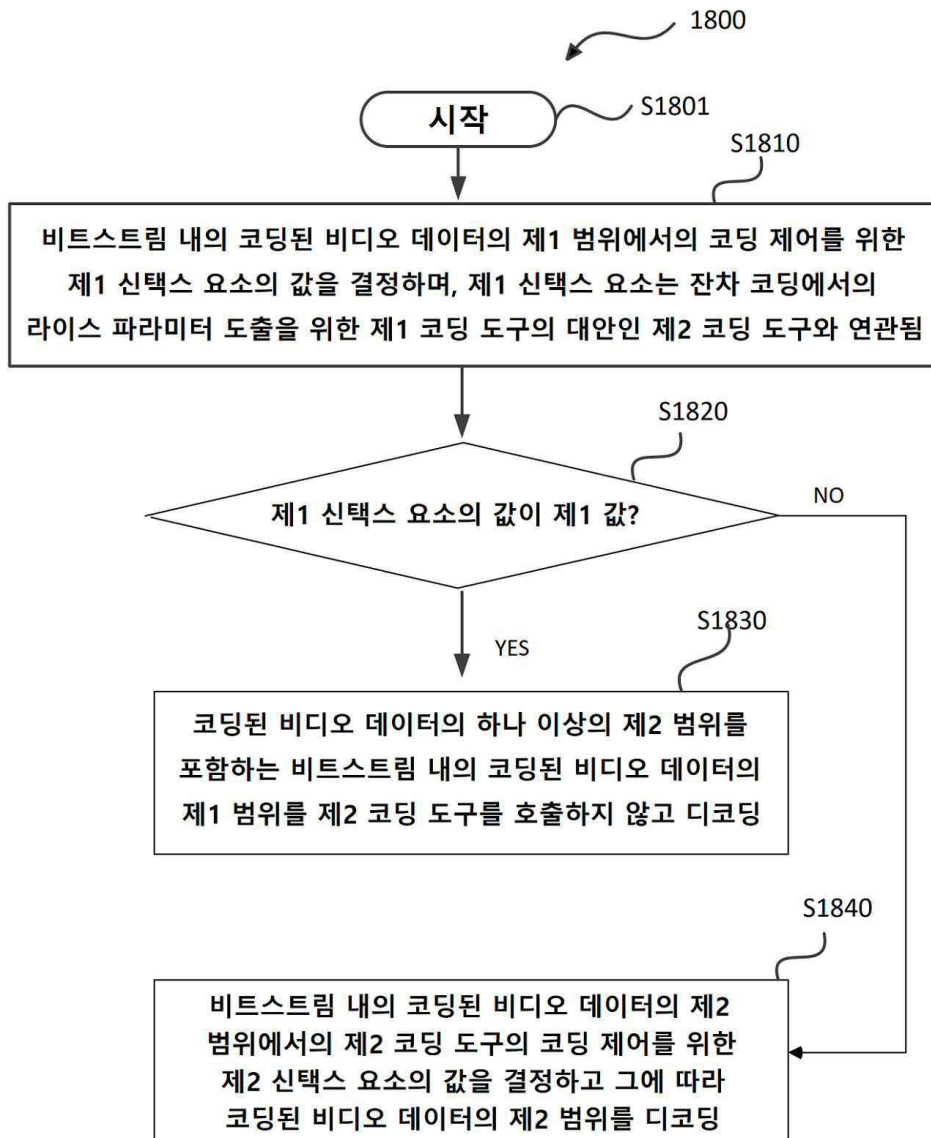 1800
시작
S1801
S1810
비트스트림 내의 코딩된 비디오 데이터의 제1 범위에서의 코딩 제어를 위한
제1 신택스 요소의 값을 결정하며, 제1 신택스 요소는 잔차 코딩에서의
라이스 파라미터 도출을 위한 제1 코딩 도구의 대안인 제2 코딩 도구와 연관됨
S1820
제1 신택스 요소의 값이 제1 값?
NO
YES
S1830
코딩된 비디오 데이터의 하나 이상의 제2 범위를
포함하는 비트스트림 내의 코딩된 비디오 데이터의
제1 범위를 제2 코딩 도구를 호출하지 않고 디코딩
S1840
비트스트림 내의 코딩된 비디오 데이터의 제2
범위에서의 제2 코딩 도구의 코딩 제어를 위한
제2 신택스 요소의 값을 결정하고 그에 따라
코딩된 비디오 데이터의 제2 범위를 디코딩